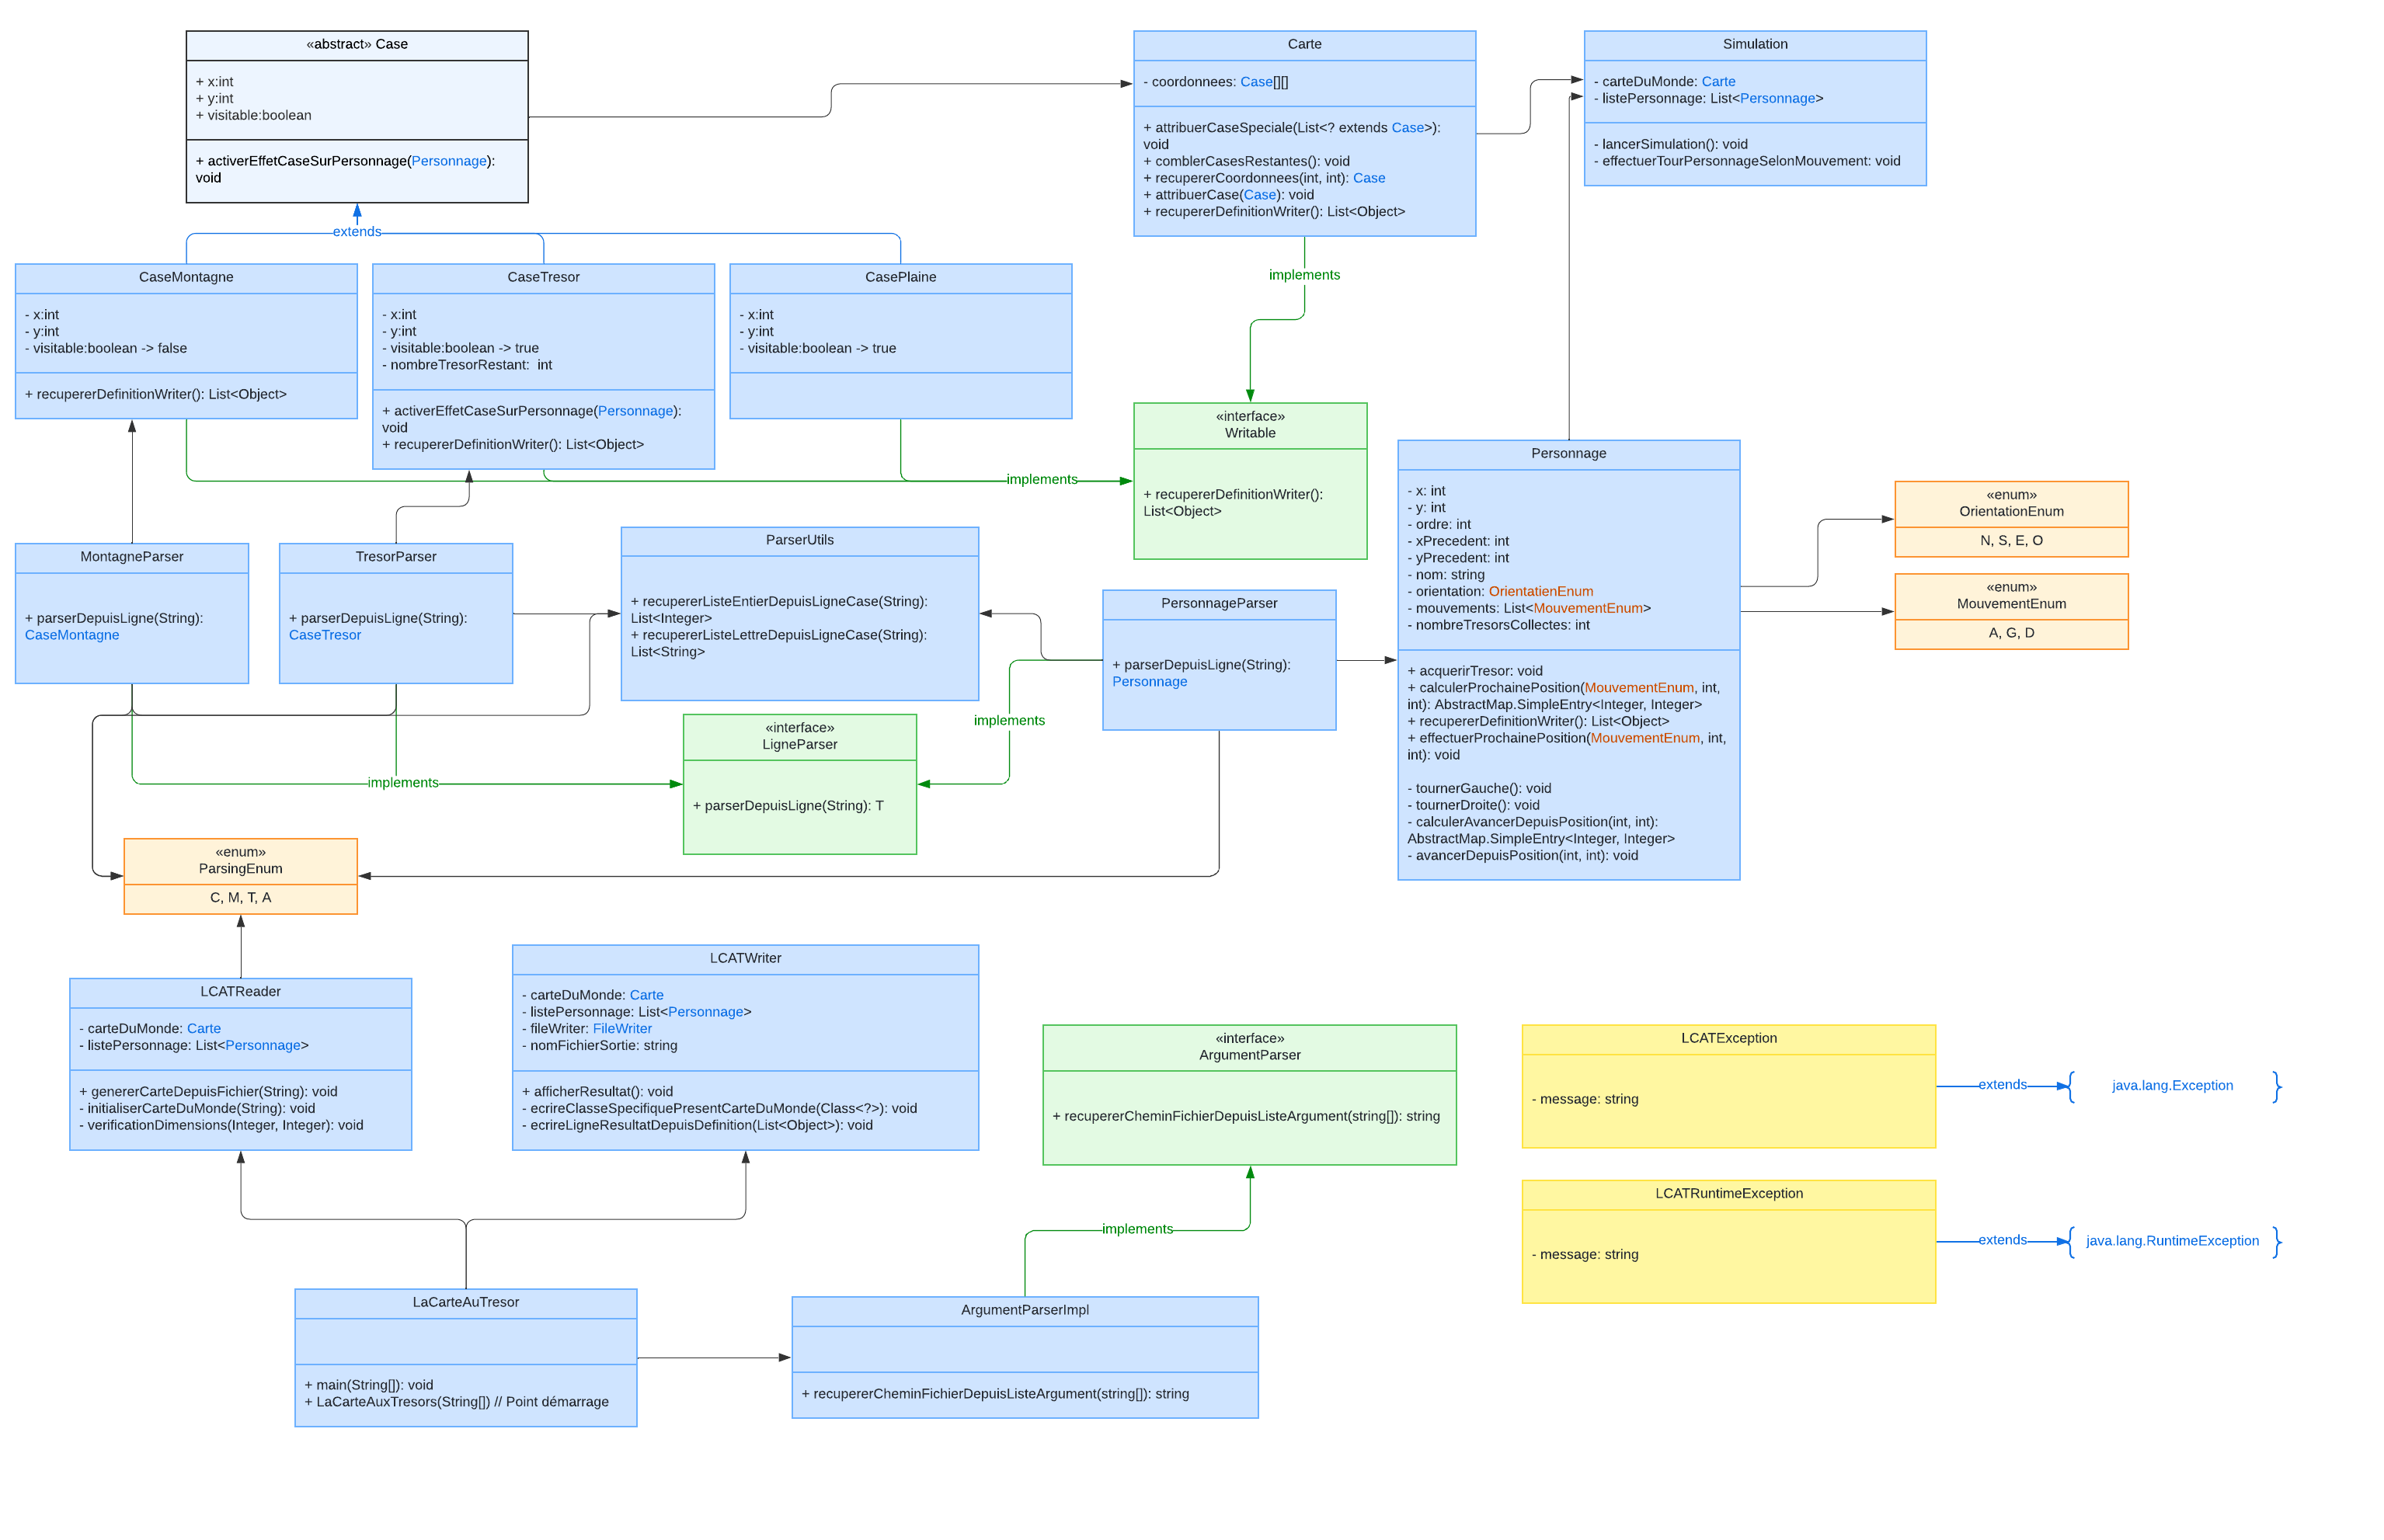 «abstract» Case
+ x:int
+ y:int
+ visitable:boolean
+ activerEffetCaseSurPersonnage(Personnage):
void
Carte
- coordonnees: Case[][]
+ attribuerCaseSpeciale(List<? extends Case>):
void
+ comblerCasesRestantes(): void
+ recupererCoordonnees(int, int): Case
+ attribuerCase(Case): void
+ recupererDefinitionWriter(): List<Object>
Simulation
- carteDuMonde: Carte
- listePersonnage: List<Personnage>
- lancerSimulation(): void
- effectuerTourPersonnageSelonMouvement: void
extends
implements
CaseMontagne
- x:int
- y:int
- visitable:boolean -> false
+ recupererDefinitionWriter(): List<Object>
CaseTresor
- x:int
- y:int
- visitable:boolean -> true
- nombreTresorRestant:  int
+ activerEffetCaseSurPersonnage(Personnage):
void
+ recupererDefinitionWriter(): List<Object>
CasePlaine
- x:int
- y:int
- visitable:boolean -> true
implements
«interface»
Writable
+ recupererDefinitionWriter():
List<Object>
Personnage
- x: int
- y: int
- ordre: int
- xPrecedent: int
- yPrecedent: int
- nom: string
- orientation: OrientatienEnum
- mouvements: List<MouvementEnum>
- nombreTresorsCollectes: int
+ acquerirTresor: void
+ calculerProchainePosition(MouvementEnum, int,
int): AbstractMap.SimpleEntry<Integer, Integer>
+ recupererDefinitionWriter(): List<Object>
+ effectuerProchainePosition(MouvementEnum, int,
int): void
- tournerGauche(): void
- tournerDroite(): void
- calculerAvancerDepuisPosition(int, int):
AbstractMap.SimpleEntry<Integer, Integer>
- avancerDepuisPosition(int, int): void
«enum»
OrientationEnum
N, S, E, O
«enum»
MouvementEnum
A, G, D
MontagneParser
+ parserDepuisLigne(String):
CaseMontagne
TresorParser
+ parserDepuisLigne(String):
CaseTresor
ParserUtils
+ recupererListeEntierDepuisLigneCase(String):
List<Integer>
+ recupererListeLettreDepuisLigneCase(String):
List<String>
PersonnageParser
+ parserDepuisLigne(String):
Personnage
implements
implements
«interface»
LigneParser
+ parserDepuisLigne(String): T
«enum»
ParsingEnum
C, M, T, A
LCATReader
- carteDuMonde: Carte
- listePersonnage: List<Personnage>
+ genererCarteDepuisFichier(String): void
- initialiserCarteDuMonde(String): void
- verificationDimensions(Integer, Integer): void
LCATWriter
- carteDuMonde: Carte
- listePersonnage: List<Personnage>
- fileWriter: FileWriter
- nomFichierSortie: string
+ afficherResultat(): void
- ecrireClasseSpecifiquePresentCarteDuMonde(Class<?>): void
- ecrireLigneResultatDepuisDefinition(List<Object>): void
«interface»
ArgumentParser
+ recupererCheminFichierDepuisListeArgument(string[]): string
LCATException
- message: string
extends
java.lang.Exception
LCATRuntimeException
- message: string
extends
java.lang.RuntimeException
implements
LaCarteAuTresor
+ main(String[]): void
+ LaCarteAuxTresors(String[]) // Point démarrage
ArgumentParserImpl
+ recupererCheminFichierDepuisListeArgument(string[]): string